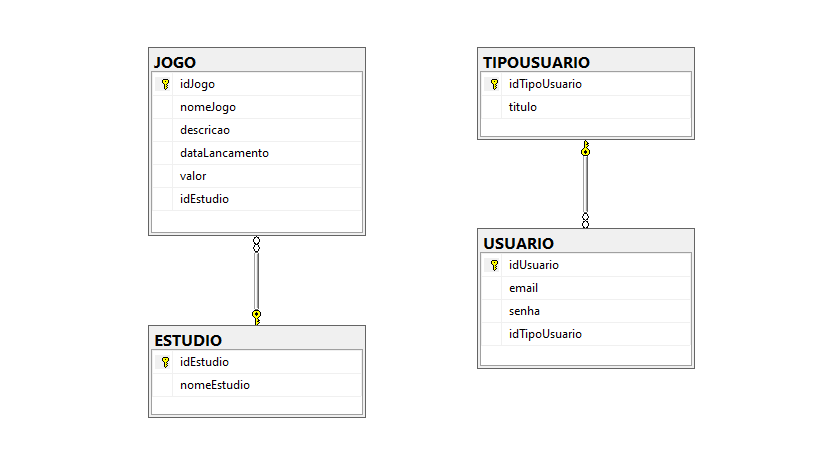 JOGO
idJogo
nomeJogo
descricao
dataLancamento
valor
idEstudio
ESTUDIO
idEstudio
nomeEstudio
TIPOUSUARIO
idTipoUsuario
titulo
USUARIO
idUsuario
email
senha
idTipoUsuario